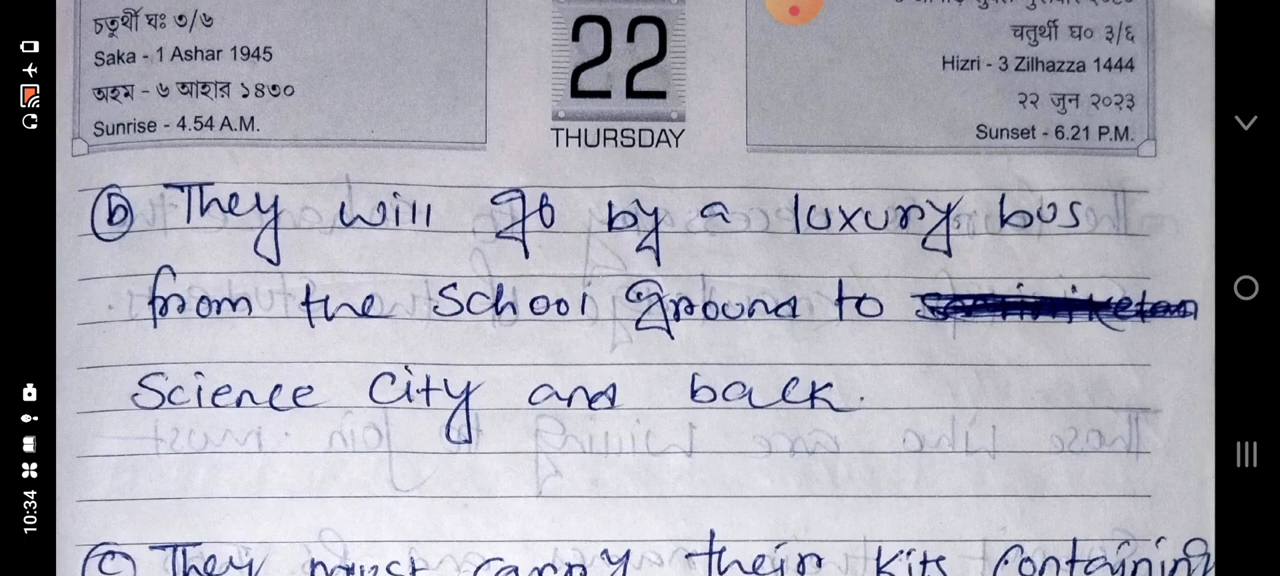 চতুৰ্থী ঘঃ ৩/৬
Saka - 1 Ashar 1945
অহম - ৬ আহাৰ ১৪৩০
Sunrise - 4.54 A.M.
22
THURSDAY
चतुर्थी घ० ३/६
Hizri - 3 Zilhazza 1444
२२ जुन २०२३
Sunset - 6.21 P.M.
(b) They will go by a luxury bus
from the school ground to
Science City and back.
(c) They must carry their kits containing
10:34